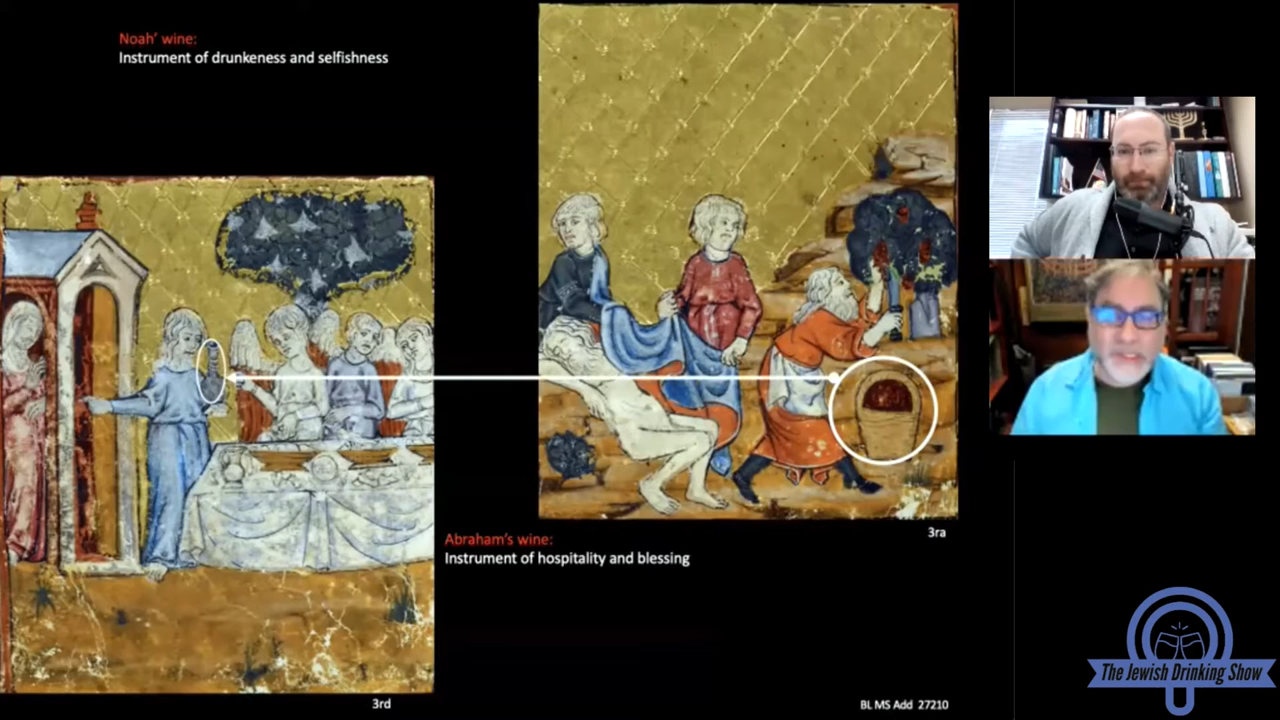 Noah' wine:
Instrument of drunkeness and selfishness
Abraham's wine:
Instrument of hospitality and blessing
3ra
3rd
BL MS Add 27210
The Jewish Drinking Show